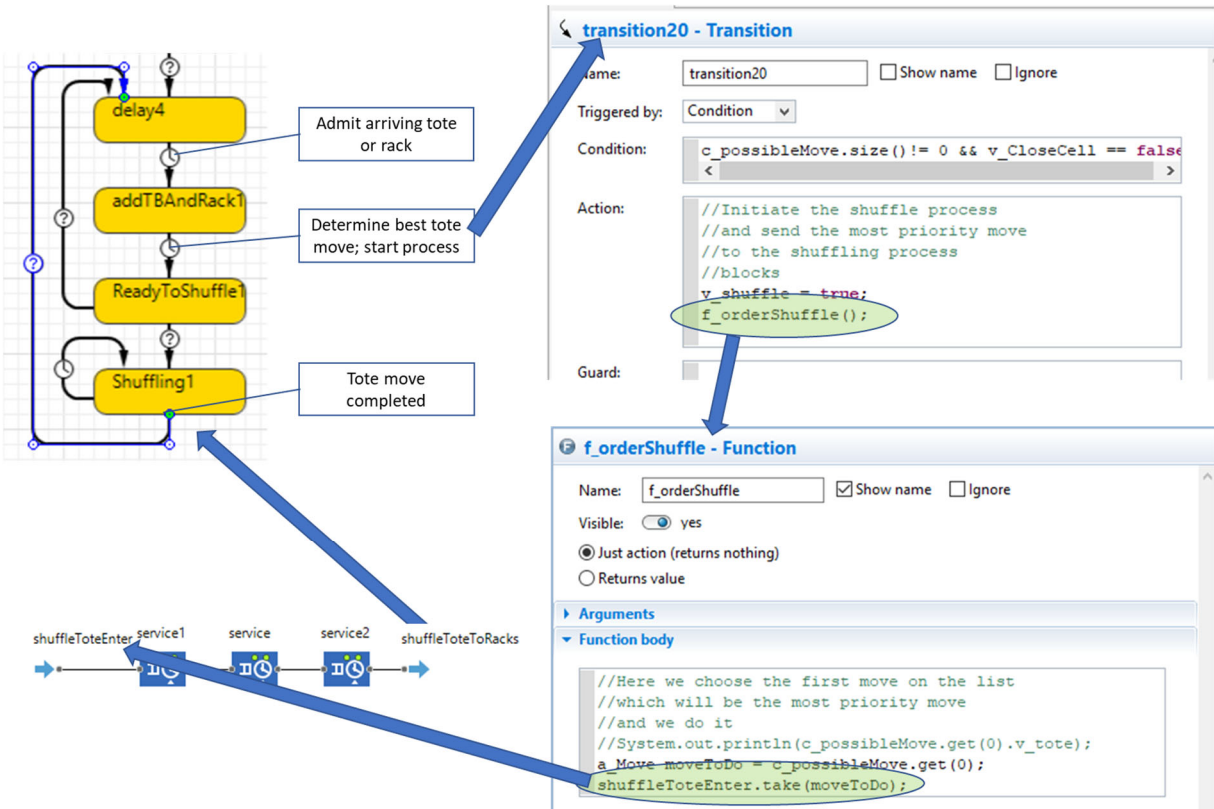 delay4
Admit arriving tote
or rack
addTBAndRack1
Determine best tote
move; start process
ReadyToShuffle1
Shuffling1
Tote move
completed
transition20 - Transition
Name:
transition20
Show name
Ignore
Triggered by:
Condition
Condition:
c_possibleMove.size()!= 0 && v_CloseCell == false
Action:
//Initiate the shuffle process
//and send the most priority move
//to the shuffling process
//blocks
v_shuffle = true;
f_orderShuffle();
Guard:
shuffleToteEnter
service1
service
service2
shuffleToteToRacks
F f_orderShuffle - Function
Name:
f_orderShuffle
Show name
Ignore
Visible:
yes
Just action (returns nothing)
Returns value
Arguments
Function body
//Here we choose the first move on the list
//which will be the most priority move
//and we do it
//System.out.println(c_possibleMove.get(0).v_tote);
a_Move moveToDo = c_possibleMove.get(0);
shuffleToteEnter.take(moveToDo);